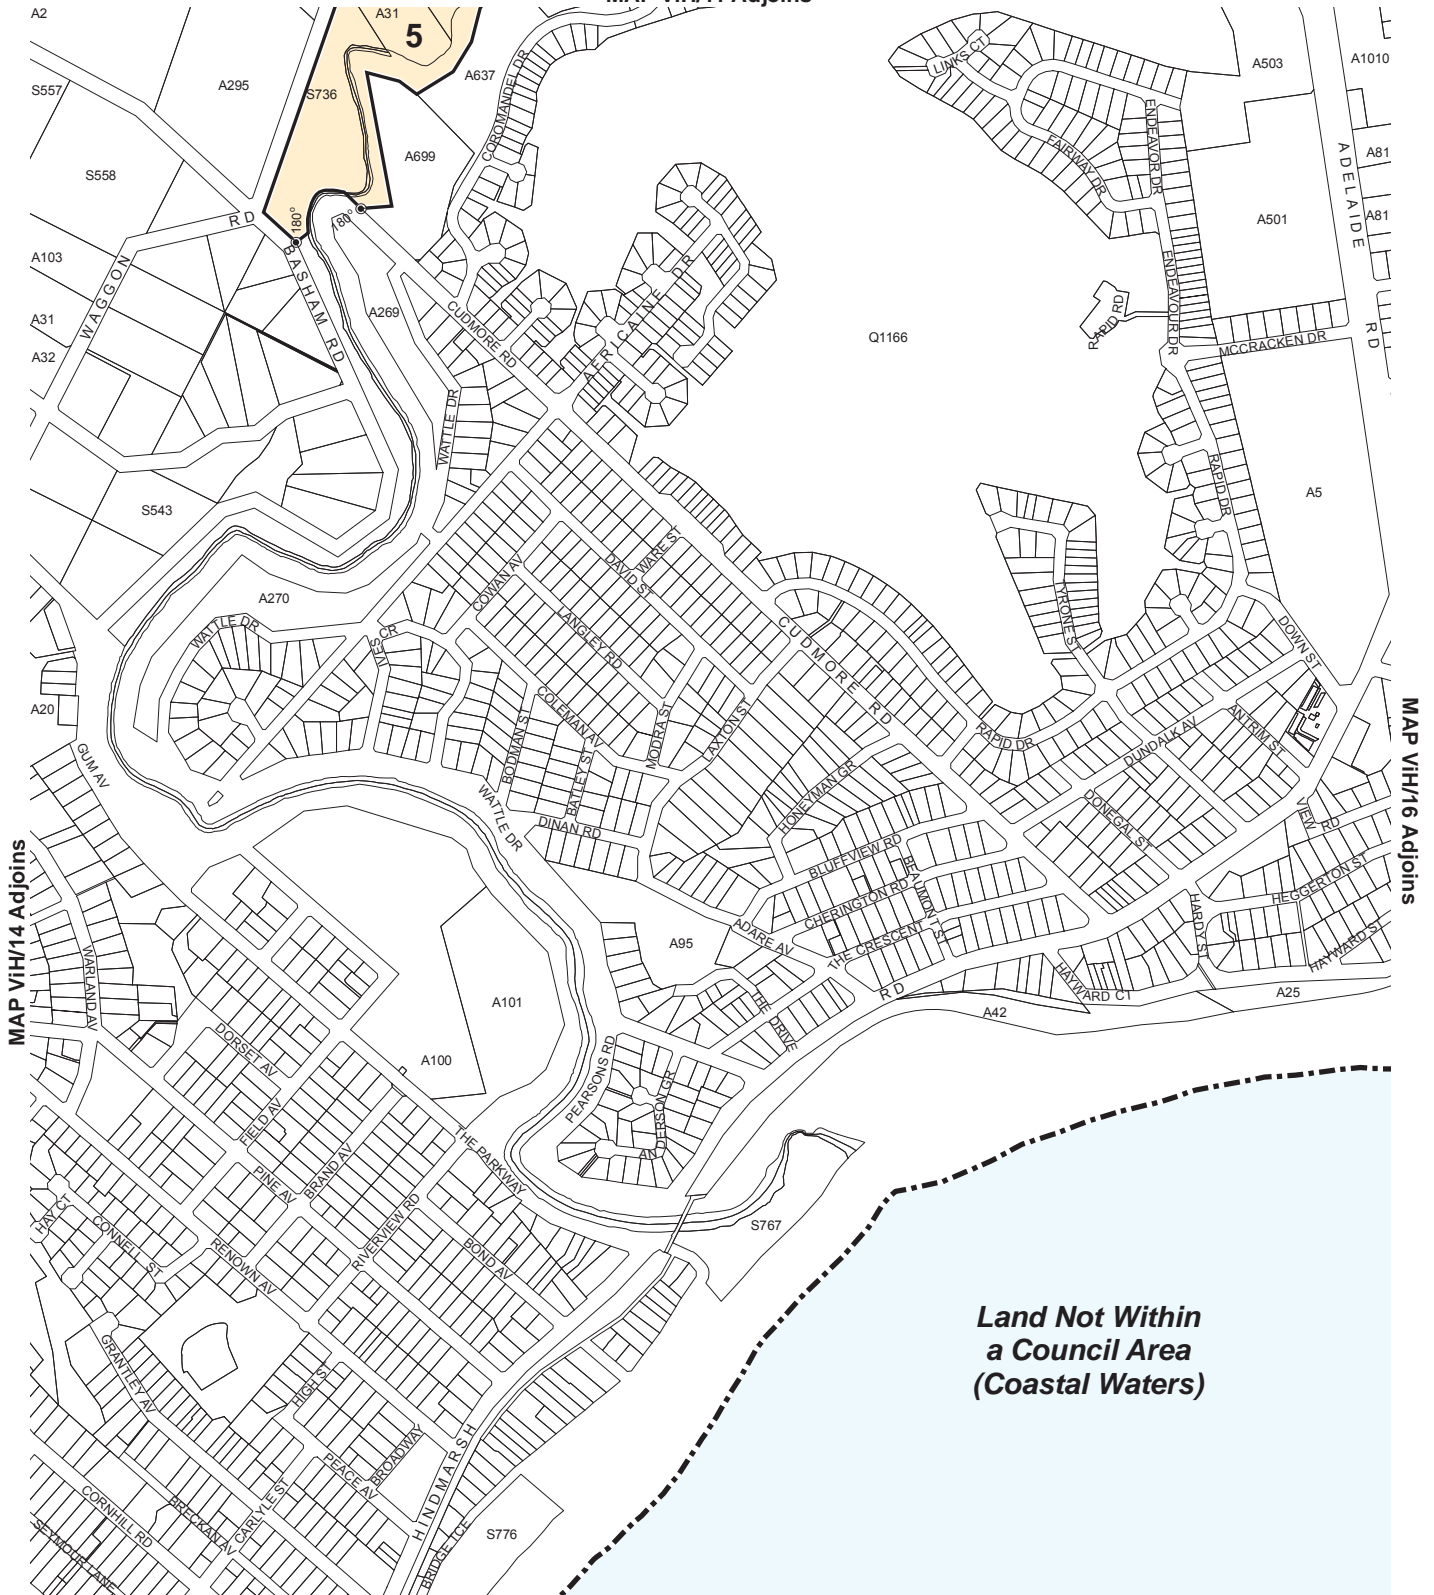 MAP ViH/11 Adjoins
A2
A31
5
A637
LINKS CT
A503
A1010
S557
A295
S736
COROMANDEL DR
ENDEAVOR DR
ADELAIDE
A699
A81
FAIRWAY DR
S558
A81
RD
180°
180°
A501
A103
WAGGON
BASHAM RD
ENDEAVOUR DR
AFRICAINE DR
A269
A31
CUDMORE RD
RAPID RD
Q1166
RD
MCCRACKEN DR
A32
WATTLE DR
RAPID DR
A5
S543
WARE ST
DAVID ST
COWAN AV
TYRONE ST
A270
WATTLE DR
LANGLEY RD
CUDMORE RD
DOWN ST
VES CR
A20
COLEMAN AV
MODRA ST
LAXTON ST
BODMAN ST
RAPID DR
DUNDALK AV
ANTRIM ST
MAP ViH/16 Adjoins
GUM AV
BATLEY ST
HONEYMAN GR
WATTLE DR
DINAN RD
DONEGAL ST
VIEW RD
BLUFFVIEW RD
BEAUMONT ST
CHERINGTON RD
HEGGERTON ST
MAP ViH/14 Adjoins
HARDY ST
ADARE AV
THE CRESCENT
HAYWARD ST
A95
WARLAND AV
RD
HAYWARD CT
A25
A101
THE DRIVE
A42
DORSET AV
A100
PEARSONS RD
FIELD AV
ANDERSON GR
THE PARKWAY
BRAND AV
PINE AV
HAY CT
CONNELL ST
RIVERVIEW RD
S767
RENOWN AV
BOND AV
Land Not Within
a Council Area
(Coastal Waters)
GRANTLEY AV
HIGH ST
BROADWAY
PEACE AV
HINDMARSH
CARLYLE ST
CORNHILL RD
BRECKAN AV
BRIDGE TCE
S776
SEYMOUR LANE